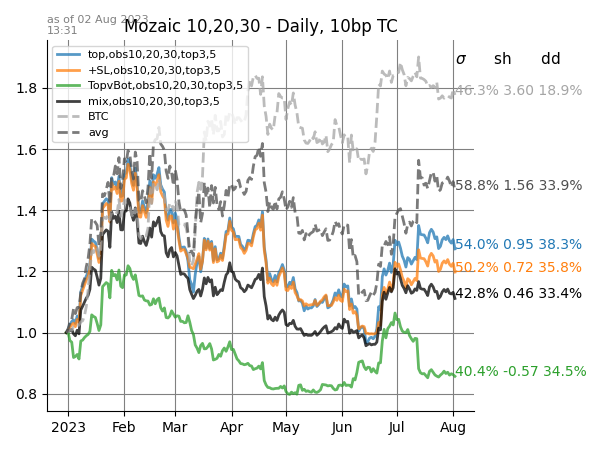 as of 02 Aug 2023
13:31
Mozaic 10,20,30 - Daily, 10bp TC
σ sh dd
top,obs10,20,30,top3,5
+SL,obs10,20,30,top3,5
TopvBot,obs10,20,30,top3,5
mix,obs10,20,30,top3,5
BTC
avg
46.3% 3.60 18.9%
58.8% 1.56 33.9%
54.0% 0.95 38.3%
50.2% 0.72 35.8%
42.8% 0.46 33.4%
40.4% -0.57 34.5%
1.8
1.6
1.4
1.2
1.0
0.8
2023 Feb Mar Apr May Jun Jul Aug